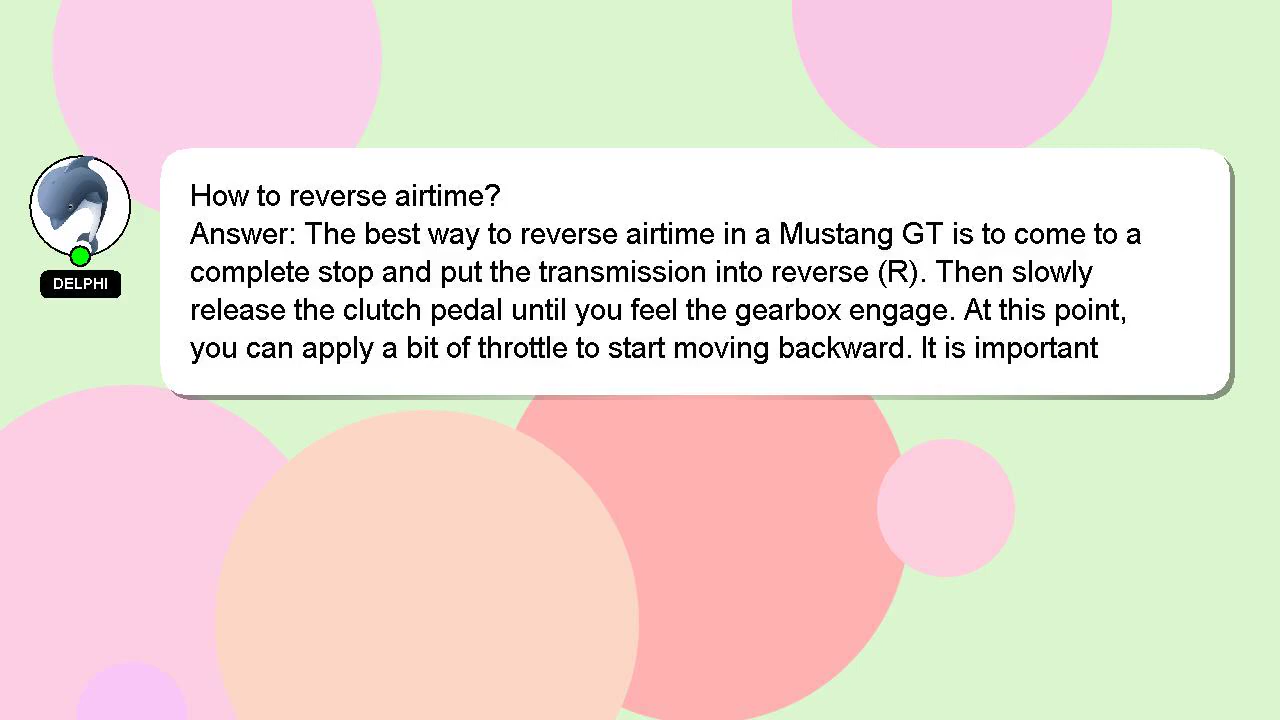 How to reverse airtime?
Answer: The best way to reverse airtime in a Mustang GT is to come to a
complete stop and put the transmission into reverse (R). Then slowly
release the clutch pedal until you feel the gearbox engage. At this point,
you can apply a bit of throttle to start moving backward. It is important
DELPHI